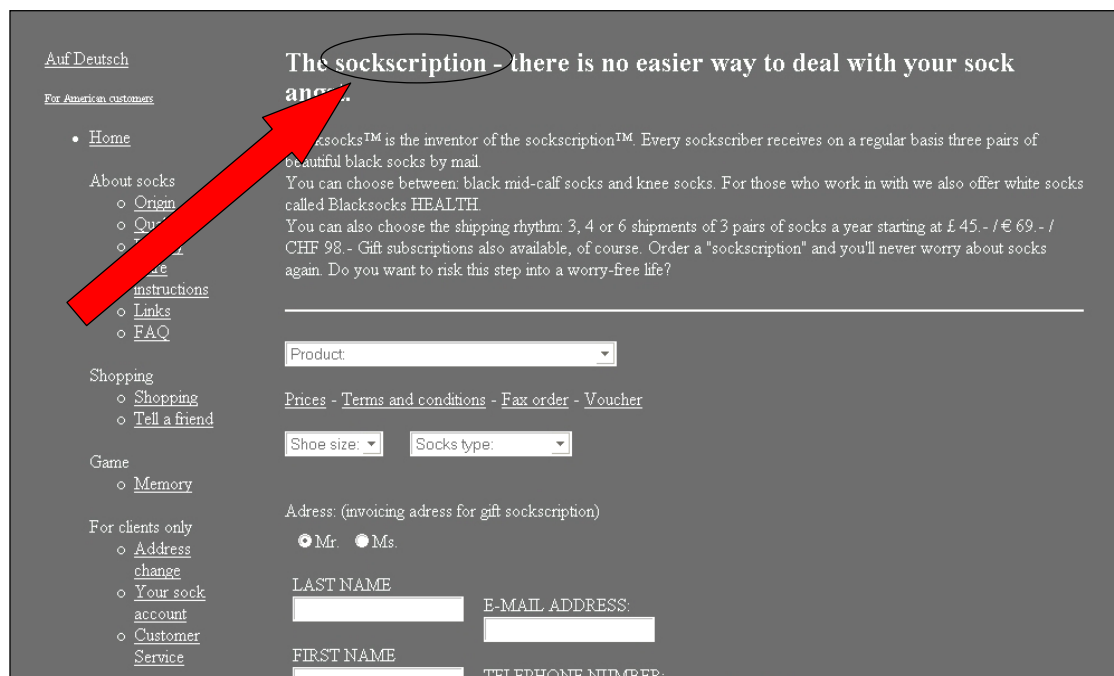 Auf Deutsch
For American customers
Home
About socks
Origin
instructions
Links
FAQ
Shopping
Shopping
Tell a friend
Game
Memory
For clients only
Address
change
Your sock
account
Customer
Service
The sockscription - there is no easier way to deal with your sock
is the inventor of the sockscription™. Every sockscriber receives on a regular basis three pairs of
beautiful black socks by mail.
You can choose between: black mid-calf socks and knee socks. For those who work in with we also offer white socks
called Blacksocks HEALTH.
You can also choose the shipping rhythm: 3, 4 or 6 shipments of 3 pairs of socks a year starting at £ 45.- / € 69.- /
CHF 98.- Gift subscriptions also available, of course. Order a "sockscription" and you'll never worry about socks
again. Do you want to risk this step into a worry-free life?
Product:
Prices - Terms and conditions - Fax order - Voucher
Shoe size: Socks type:
Adress: (invoicing adress for gift sockscription)
Mr. Ms.
LAST NAME
E-MAIL ADDRESS:
FIRST NAME
TELEPHONE NUMBER: